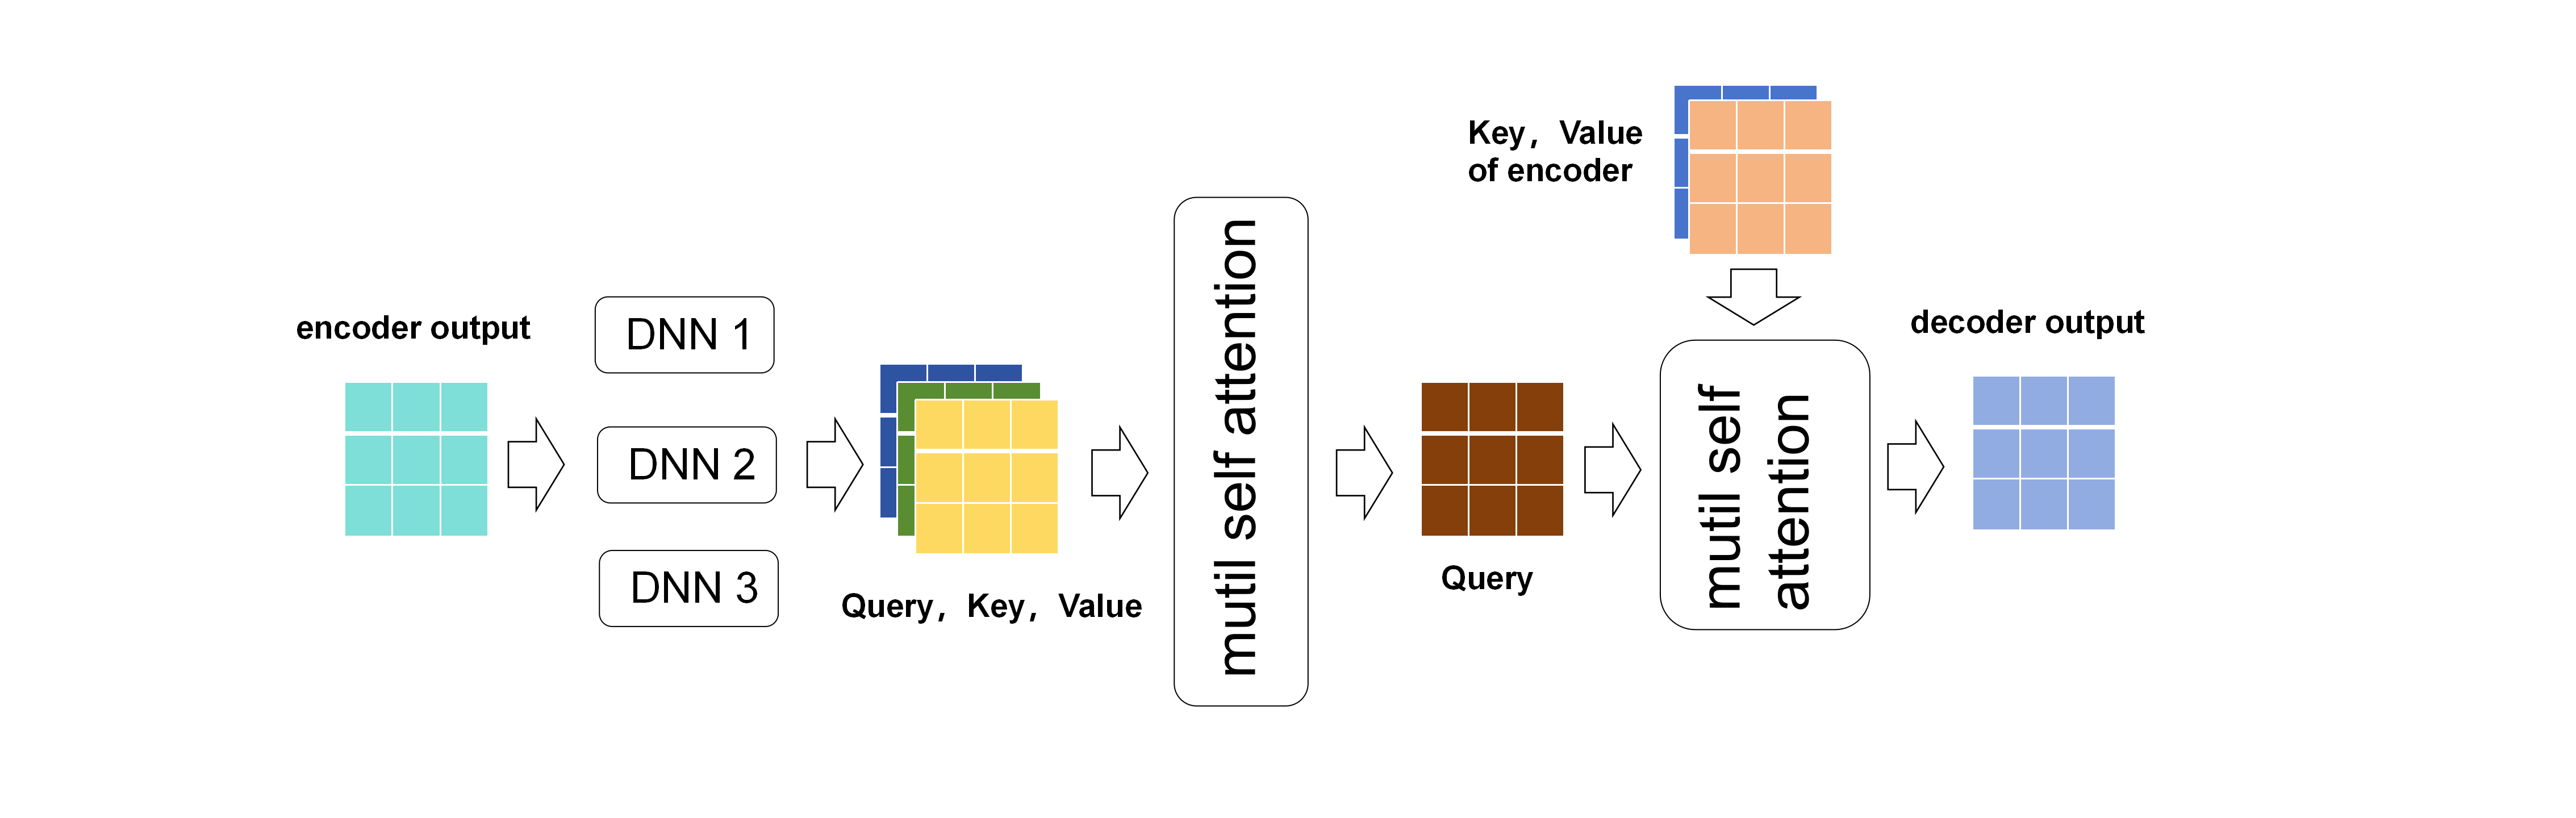 encoder output
DNN 1
DNN 2
DNN 3
Query, Key, Value
mutil self attention
Query
Key, Value
of encoder
mutil self
attention
decoder output